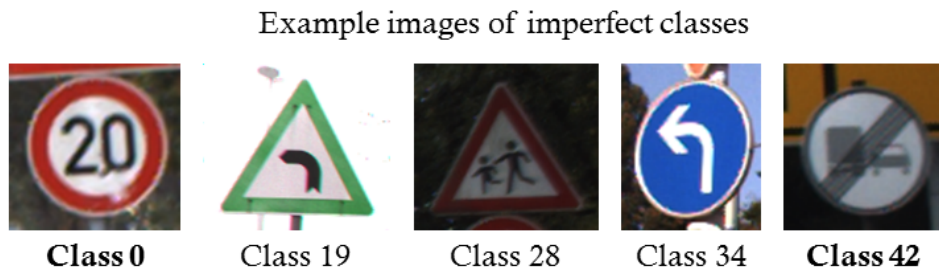 Example images of imperfect classes
20
Class 0
Class 19
Class 28
Class 34
Class 42